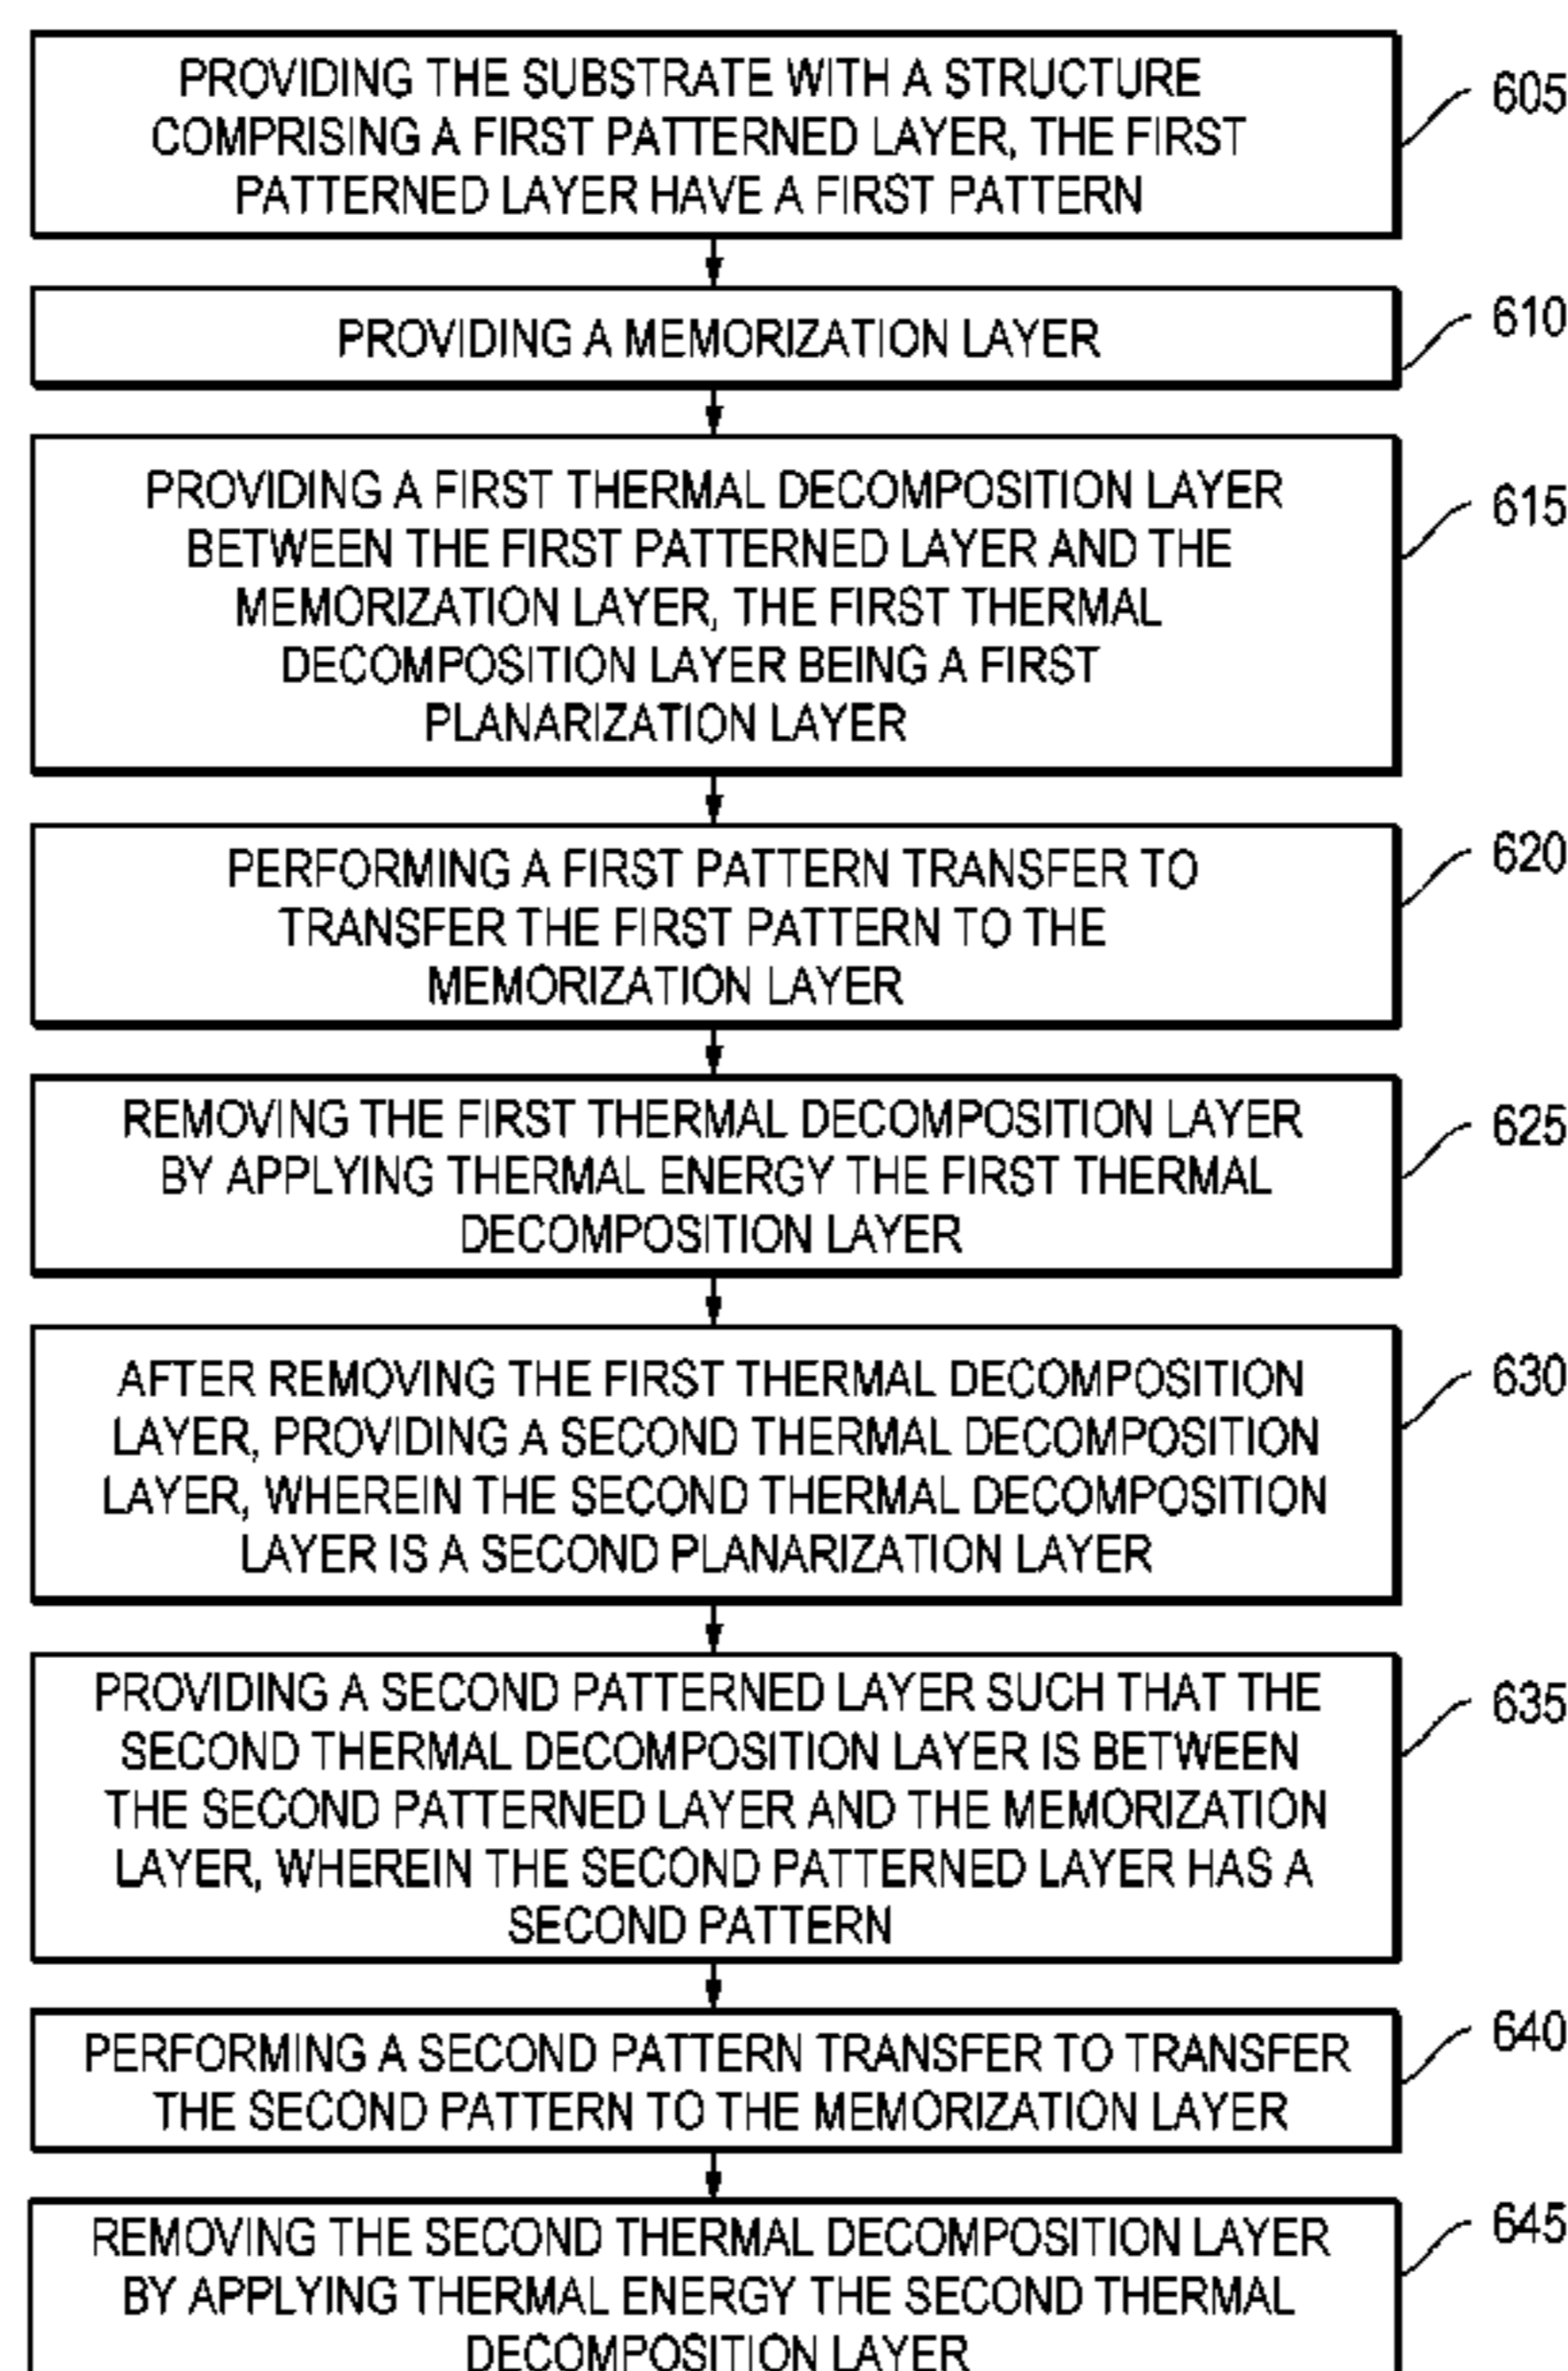 PROVIDING THE SUBSTRATE WITH A STRUCTURE
COMPRISING A FIRST PATTERNED LAYER, THE FIRST
PATTERNED LAYER HAVE A FIRST PATTERN
605
PROVIDING A MEMORIZATION LAYER
610
PROVIDING A FIRST THERMAL DECOMPOSITION LAYER
BETWEEN THE FIRST PATTERNED LAYER AND THE
MEMORIZATION LAYER, THE FIRST THERMAL
DECOMPOSITION LAYER BEING A FIRST
PLANARIZATION LAYER
615
PERFORMING A FIRST PATTERN TRANSFER TO
TRANSFER THE FIRST PATTERN TO THE
MEMORIZATION LAYER
620
REMOVING THE FIRST THERMAL DECOMPOSITION LAYER
BY APPLYING THERMAL ENERGY THE FIRST THERMAL
DECOMPOSITION LAYER
625
AFTER REMOVING THE FIRST THERMAL DECOMPOSITION
LAYER, PROVIDING A SECOND THERMAL DECOMPOSITION
LAYER, WHEREIN THE SECOND THERMAL DECOMPOSITION
LAYER IS A SECOND PLANARIZATION LAYER
630
PROVIDING A SECOND PATTERNED LAYER SUCH THAT THE
SECOND THERMAL DECOMPOSITION LAYER IS BETWEEN
THE SECOND PATTERNED LAYER AND THE MEMORIZATION
LAYER, WHEREIN THE SECOND PATTERNED LAYER HAS A
SECOND PATTERN
635
PERFORMING A SECOND PATTERN TRANSFER TO TRANSFER
THE SECOND PATTERN TO THE MEMORIZATION LAYER
640
REMOVING THE SECOND THERMAL DECOMPOSITION LAYER
BY APPLYING THERMAL ENERGY THE SECOND THERMAL
DECOMPOSITION LAYER
645